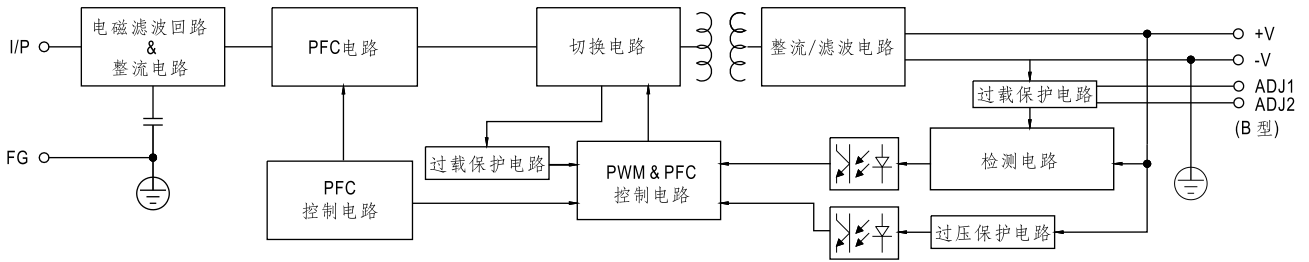 I/P
电磁滤波回路
&
整流电路
PFC电路
切换电路
整流/滤波电路
+V
-V
ADJ1
ADJ2
(B 型)
过载保护电路
FG
过载保护电路
PWM & PFC
控制电路
检测电路
PFC
控制电路
过压保护电路